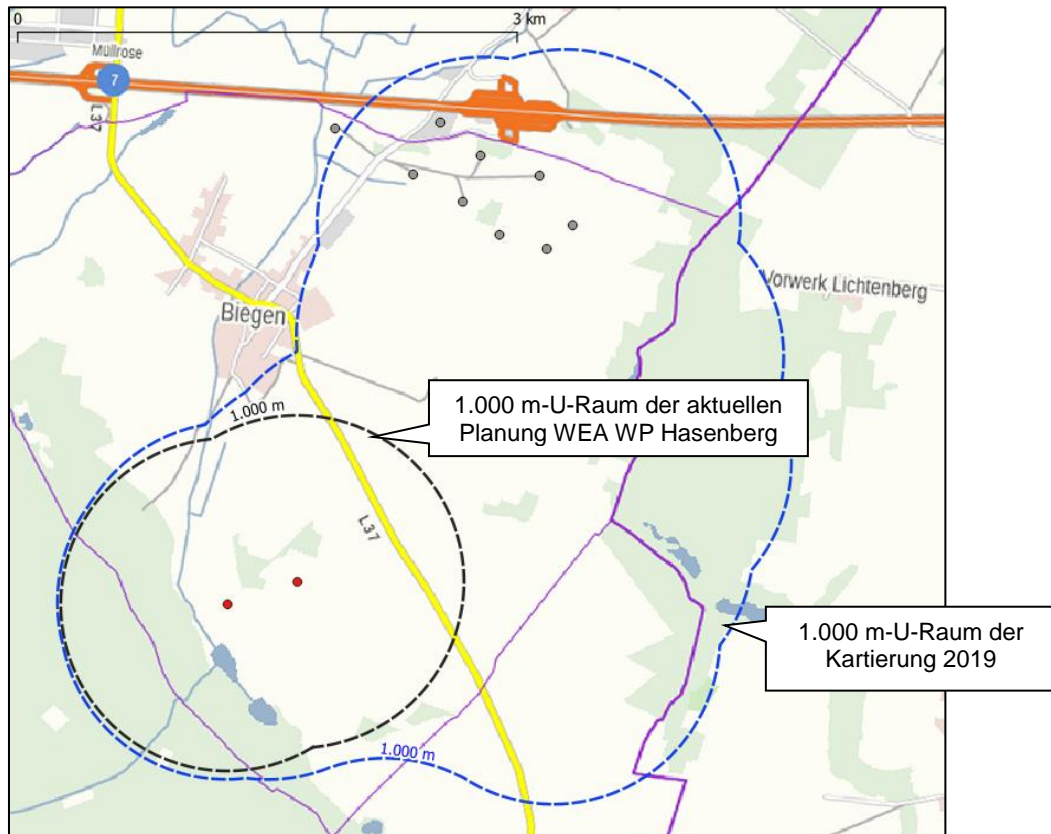 0 3 km
Müllrose
7
L37
Vorwerk Lichtenberg
Biegen
1.000 m-U-Raum der aktuellen
Planung WEA WP Hasenberg
1.000 m
L37
1.000 m-U-Raum der
Kartierung 2019
1.000 m